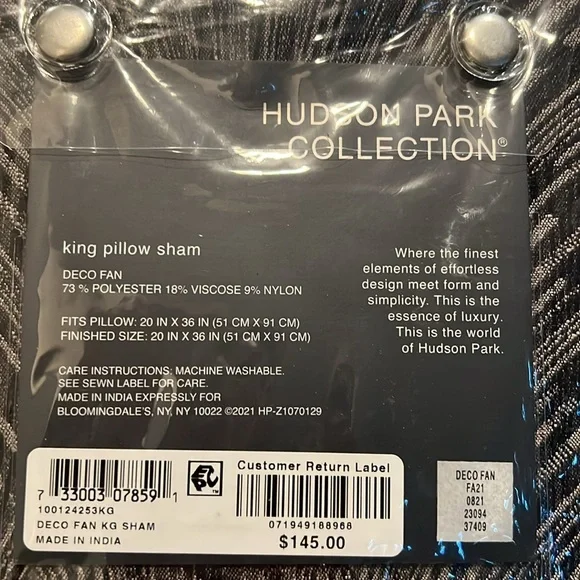 HUDSON PARK
COLLECTION®
king pillow sham
DECO FAN
73 % POLYESTER 18% VISCOSE 9% NYLON
FITS PILLOW: 20 IN X 36 IN (51 CM X 91 CM)
FINISHED SIZE: 20 IN X 36 IN (51 CM X 91 CM)
CARE INSTRUCTIONS: MACHINE WASHABLE.
SEE SEWN LABEL FOR CARE.
MADE IN INDIA EXPRESSLY FOR
BLOOMINGDALE'S, NY, NY 10022 ©2021 HP-Z1070129
Where the finest
elements of effortless
design meet form and
simplicity. This is the
essence of luxury.
This is the world
of Hudson Park.
7 33003 07859 1
100124253KG
DECO FAN KG SHAM
MADE IN INDIA
Customer Return Label
071949188968
$145.00
DECO FAN
FA21
0821
23094
37409